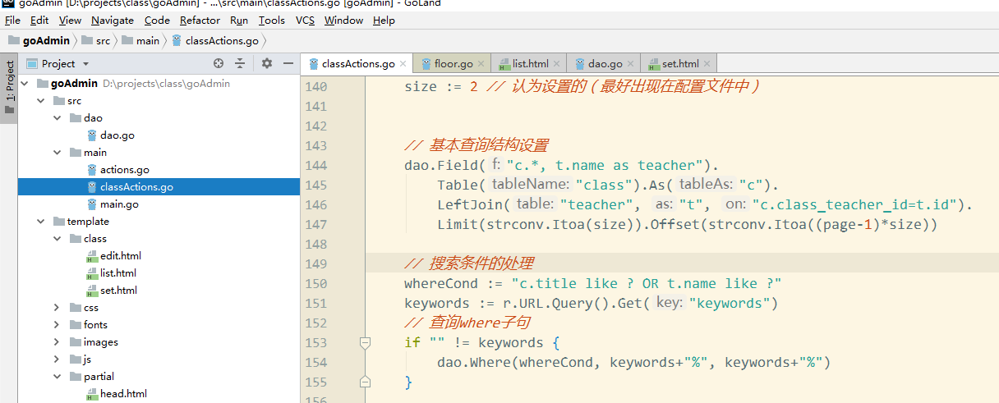 goAdmin [D:\projects\class\goAdmin] - ...\src\main\classActions.go [goAdmin] - GoLand
File Edit View Navigate Code Refactor Run Tools VCS Window Help
goAdmin src main classActions.go
1: Project
Project
classActions.go floor.go list.html dao.go set.html
goAdmin D:\projects\class\goAdmin
src
dao
dao.go
main
actions.go
classActions.go
main.go
template
class
edit.html
list.html
set.html
css
fonts
images
js
partial
head.html
140 size := 2 // 认为设置的（最好出现在配置文件中）
141
142
143 // 基本查询结构设置
144 dao.Field( f: "c.*, t.name as teacher").
145 Table( tableName: "class").As( tableAs: "c").
146 LeftJoin( table: "teacher", as: "t", on: "c.class_teacher_id=t.id").
147 Limit(strconv.Itoa(size)).Offset(strconv.Itoa((page-1)*size))
148
149 // 搜索条件的处理
150 whereCond := "c.title like ? OR t.name like ?"
151 keywords := r.URL.Query().Get( key: "keywords")
152 // 查询where子句
153 if "" != keywords {
154 dao.Where(whereCond, keywords+"%", keywords+"%")
155 }
156